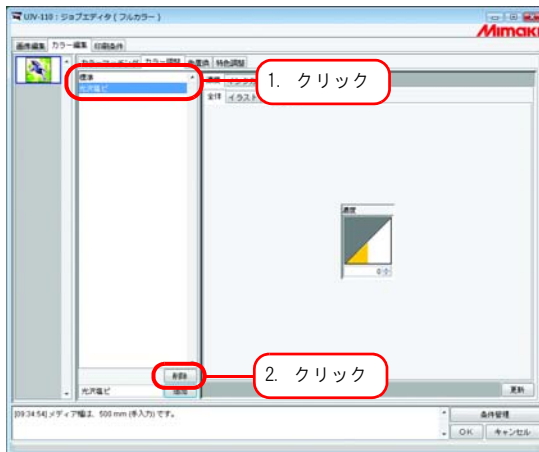 UJV-110 : ジョブエディタ ( フルカラー )
Mimaki
画像編集 カラー編集 印刷条件
カラー調整 特色調整
標準
光沢塩ビ
全体 イラスト
1. クリック
濃度
0
削除
2. クリック
光沢塩ビ
更新
[09:34:54] メディア幅は、500 mm (手入力) です。
条件管理
OK キャンセル